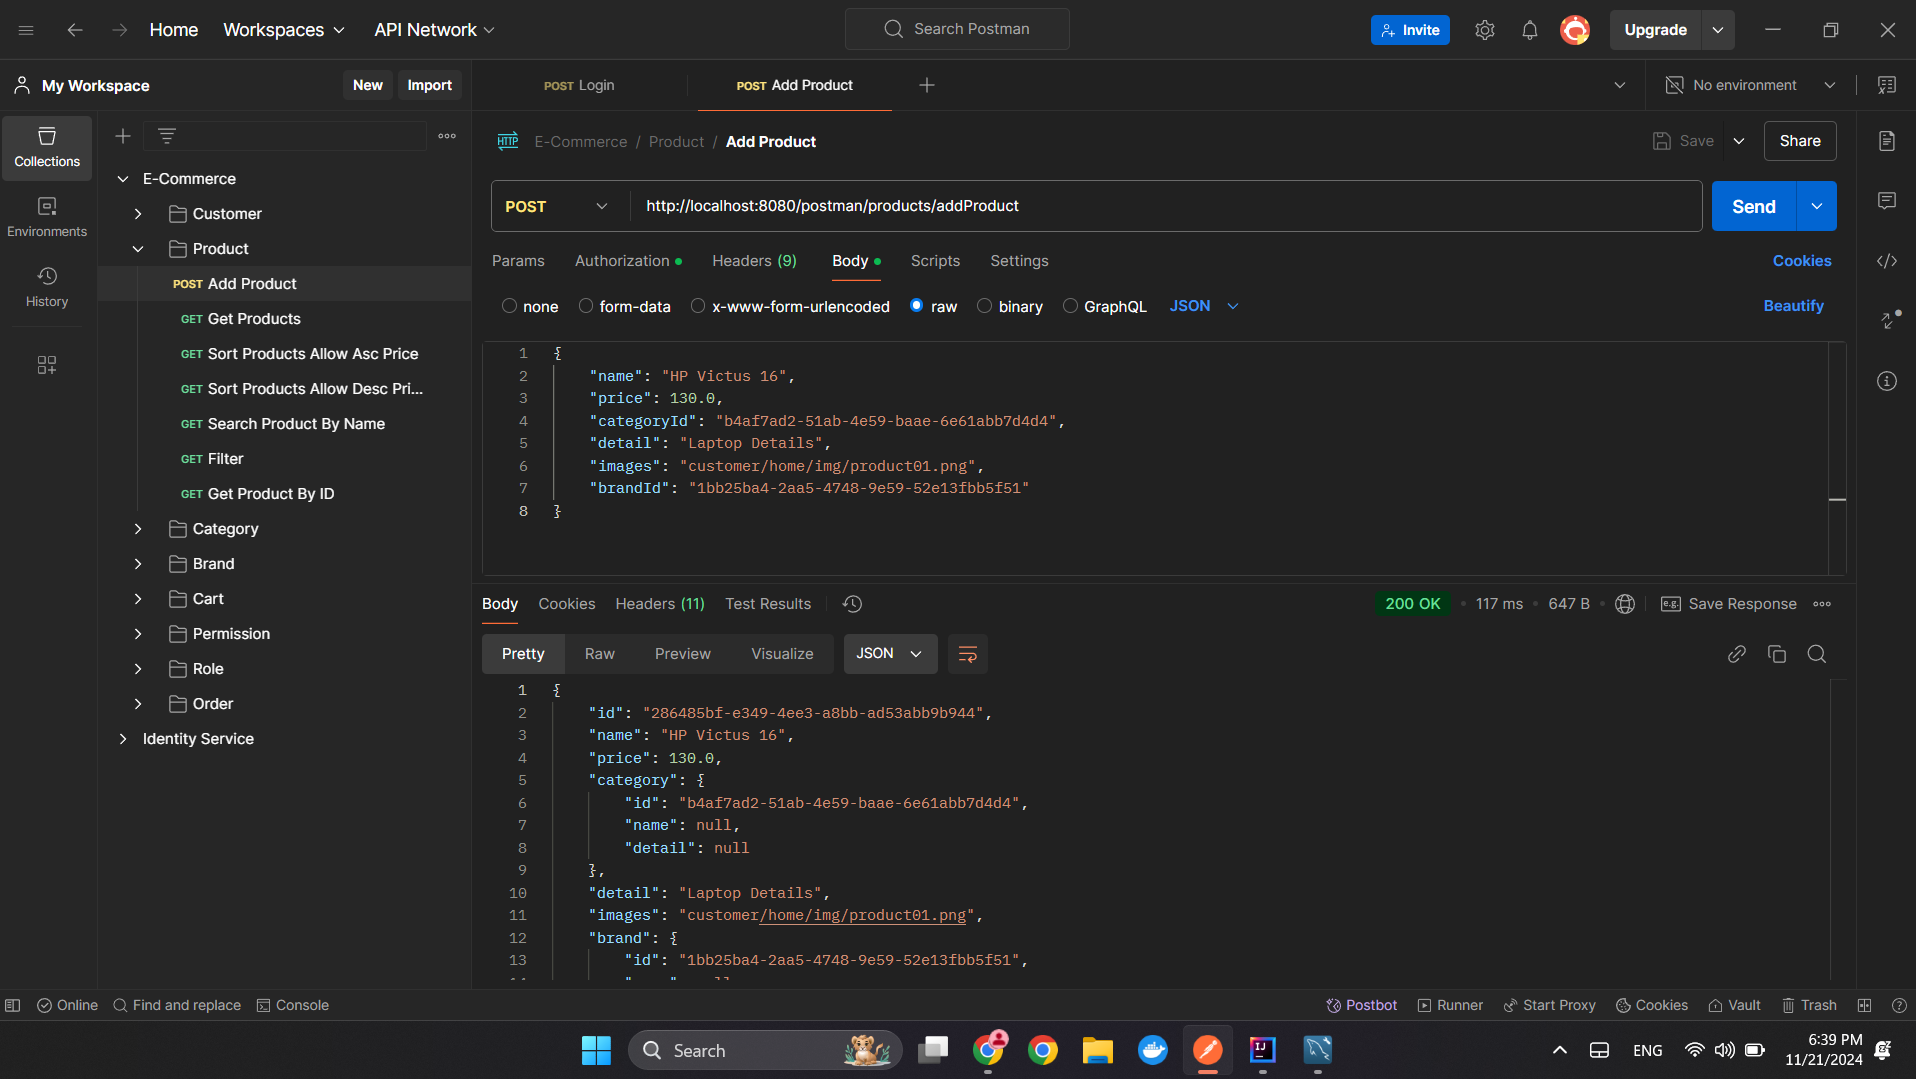 Home
Workspaces
API Network
Search Postman
Invite
Upgrade
My Workspace
New
Import
POST Login
POST Add Product
No environment
Collections
Environments
History
E-Commerce
Customer
Product
POST Add Product
GET Get Products
GET Sort Products Allow Asc Price
GET Sort Products Allow Desc Pri...
GET Search Product By Name
GET Filter
GET Get Product By ID
Category
Brand
Cart
Permission
Role
Order
Identity Service
HTTP E-Commerce / Product / Add Product
Save
Share
POST
http://localhost:8080/postman/products/addProduct
Send
Params
Authorization
Headers (9)
Body
Scripts
Settings
Cookies
none
form-data
x-www-form-urlencoded
raw
binary
GraphQL
JSON
Beautify
1 {
2 "name": "HP Victus 16",
3 "price": 130.0,
4 "categoryId": "b4af7ad2-51ab-4e59-baae-6e61abb7d4d4",
5 "detail": "Laptop Details",
6 "images": "customer/home/img/product01.png",
7 "brandId": "1bb25ba4-2aa5-4748-9e59-52e13fbb5f51"
8 }
Body
Cookies
Headers (11)
Test Results
200 OK
117 ms
647 B
e.g. Save Response
Pretty
Raw
Preview
Visualize
JSON
1 {
2 "id": "286485bf-e349-4ee3-a8bb-ad53abb9b944",
3 "name": "HP Victus 16",
4 "price": 130.0,
5 "category": {
6 "id": "b4af7ad2-51ab-4e59-baae-6e61abb7d4d4",
7 "name": null,
8 "detail": null
9 },
10 "detail": "Laptop Details",
11 "images": "customer/home/img/product01.png",
12 "brand": {
13 "id": "1bb25ba4-2aa5-4748-9e59-52e13fbb5f51",
Online
Find and replace
Console
Postbot
Runner
Start Proxy
Cookies
Vault
Trash
Search
IJ
ENG
6:39 PM
11/21/2024